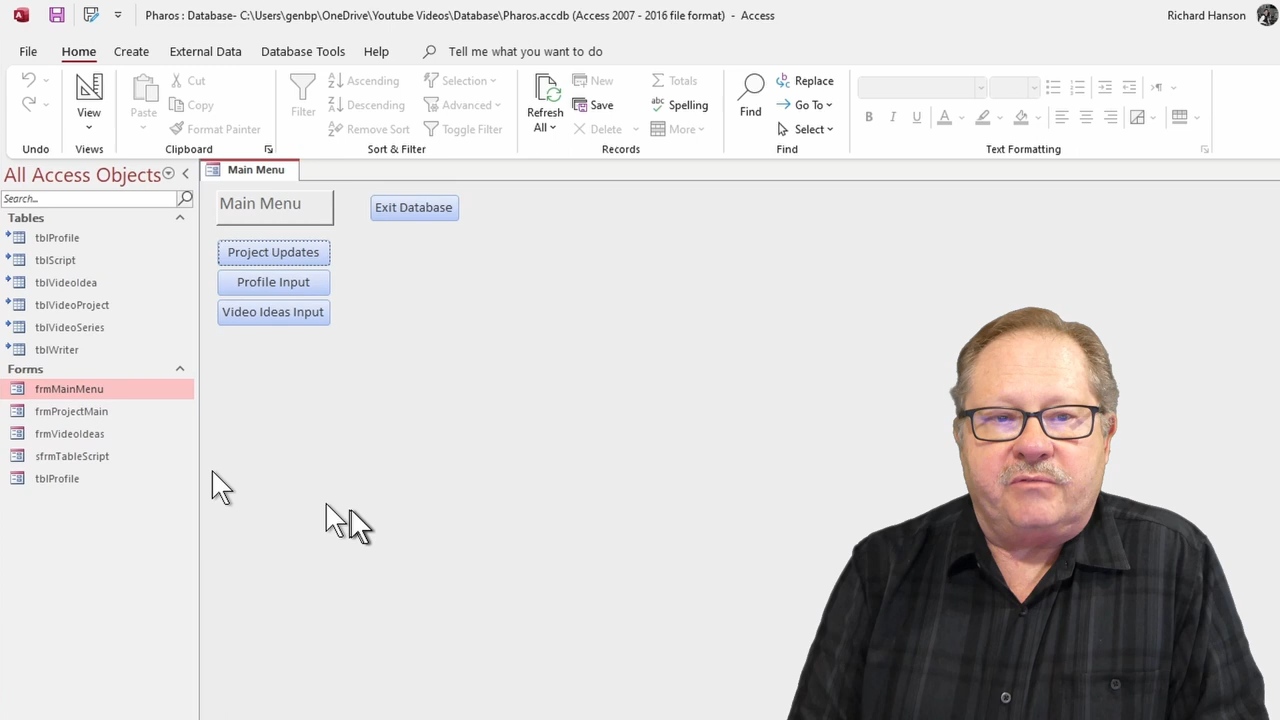 Pharos : Database- C:\Users\genbp\OneDrive\Youtube Videos\Database\Pharos.accdb (Access 2007 - 2016 file format) - Access
Richard Hanson
File Home Create External Data Database Tools Help Tell me what you want to do
Undo
View
Views
Paste
Cut
Copy
Format Painter
Clipboard
Filter
Ascending
Descending
Remove Sort
Selection
Advanced
Toggle Filter
Sort & Filter
Refresh
All
New
Save
Delete
Totals
Spelling
More
Records
Find
Replace
Go To
Select
Find
B I U A
Text Formatting
All Access Objects
Search...
Tables
tblProfile
tblScript
tblVideoIdea
tblVideoProject
tblVideoSeries
tblWriter
Forms
frmMainMenu
frmProjectMain
frmVideoIdeas
sfrmTableScript
tblProfile
Main Menu
Main Menu
Exit Database
Project Updates
Profile Input
Video Ideas Input